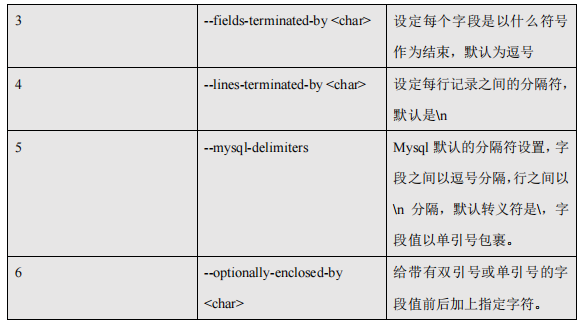 3 --fields-terminated-by <char> 设定每个字段是以什么符号
作为结束，默认为逗号
4 --lines-terminated-by <char> 设定每行记录之间的分隔符，
默认是\n
5 --mysql-delimiters Mysql 默认的分隔符设置，字
段之间以逗号分隔，行之间以
\n 分隔，默认转义符是\，字
段值以单引号包裹。
6 --optionally-enclosed-by 给带有双引号或单引号的字
<char> 段值前后加上指定字符。